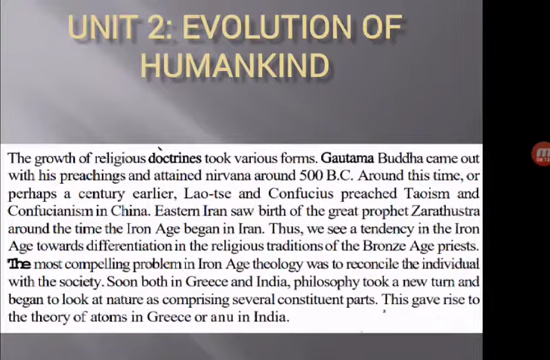 UNIT 2: EVOLUTION OF
HUMANKIND
The growth of religious doctrines took various forms. Gautama Buddha came out
with his preachings and attained nirvana around 500 B.C. Around this time, or
perhaps a century earlier, Lao-tse and Confucius preached Taoism and
Confucianism in China. Eastern Iran saw birth of the great prophet Zarathustra
around the time the Iron Age began in Iran. Thus, we see a tendency in the Iron
Age towards differentiation in the religious traditions of the Bronze Age priests.
The most compelling problem in Iron Age theology was to reconcile the individual
with the society. Soon both in Greece and India, philosophy took a new turn and
began to look at nature as comprising several constituent parts. This gave rise to
the theory of atoms in Greece or anu in India.